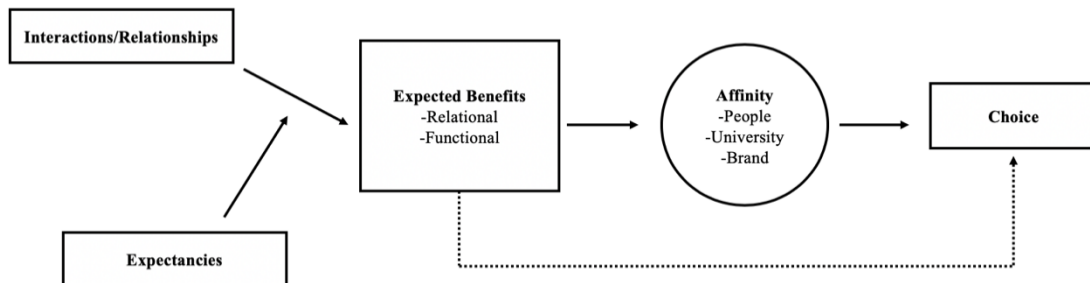 Interactions/Relationships
Expected Benefits
-Relational
-Functional
Affinity
-People
-University
-Brand
Choice
Expectancies